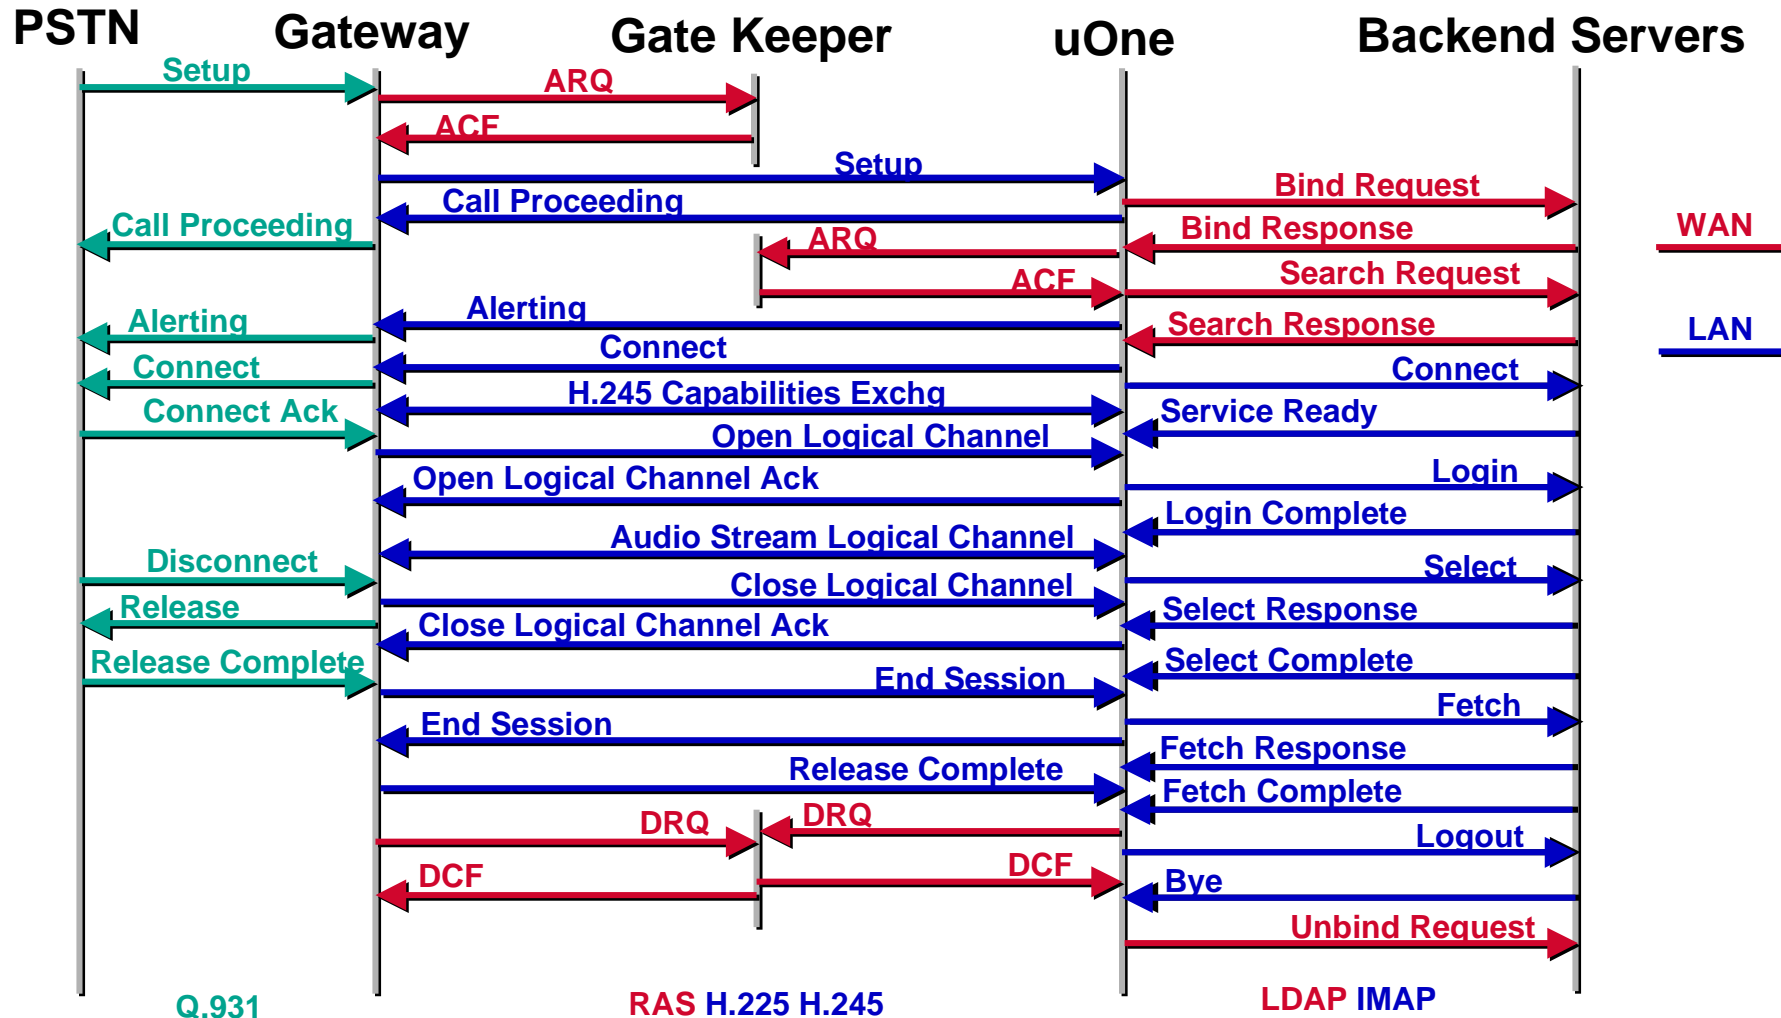 PSTN
Gateway
Gate Keeper
uOne
Backend Servers
Setup
ARQ
ACF
Setup
Bind Request
Call Proceeding
Call Proceeding
ARQ
Bind Response
WAN
ACF
Search Request
Alerting
Alerting
Search Response
LAN
Connect
Connect
Connect
H.245 Capabilities Exchg
Connect Ack
Service Ready
Open Logical Channel
Open Logical Channel Ack
Login
Login Complete
Audio Stream Logical Channel
Disconnect
Select
Close Logical Channel
Release
Select Response
Close Logical Channel Ack
Release Complete
Select Complete
End Session
Fetch
End Session
Fetch Response
Release Complete
Fetch Complete
DRQ
DRQ
Logout
DCF
DCF
Bye
Unbind Request
Q.931
RAS H.225 H.245
LDAP IMAP